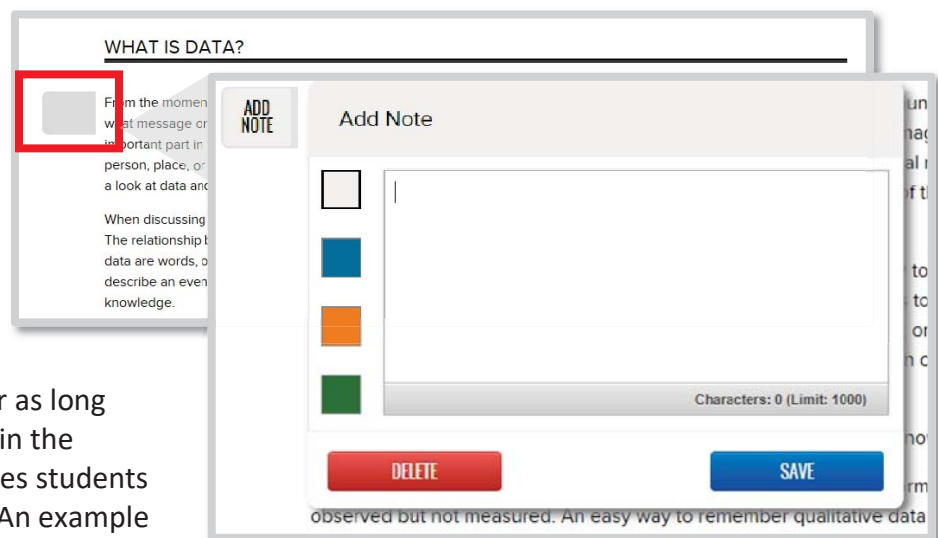 WHAT IS DATA?
From the momen
what message or
important part in
person, place, or
a look at data and
When discussing
The relationship b
data are words, o
describe an even
knowledge.
ADD
NOTE
Add Note
Characters: 0 (Limit: 1000)
DELETE
SAVE
observed but not measured. An easy way to remember qualitative data
r as long
in the
es students
An example